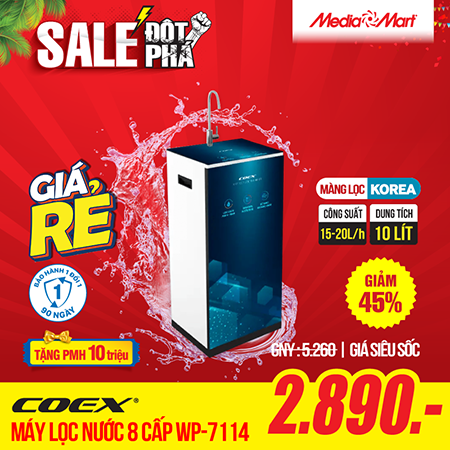 SALE ĐỘT PHÁ
MediaMart
GIÁ RẺ
COEX
MÀNG LỌC KOREA
CÔNG SUẤT
15-20L/h
DUNG TÍCH
10 LÍT
BẢO HÀNH 1 ĐỔI 1
1
90 NGÀY
GIẢM
45%
TẶNG PMH 10 triệu
GNY : 5.260 | GIÁ SIÊU SỐC
COEX®
2.890.-
MÁY LỌC NƯỚC 8 CẤP WP-7114